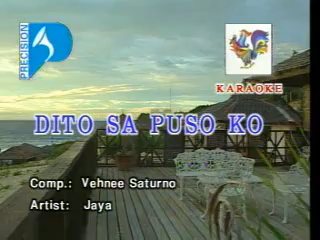 PRECISION
KARAOKE
DITO SA PUSO KO
Comp.: Vehnee Saturno
Artist: Jaya